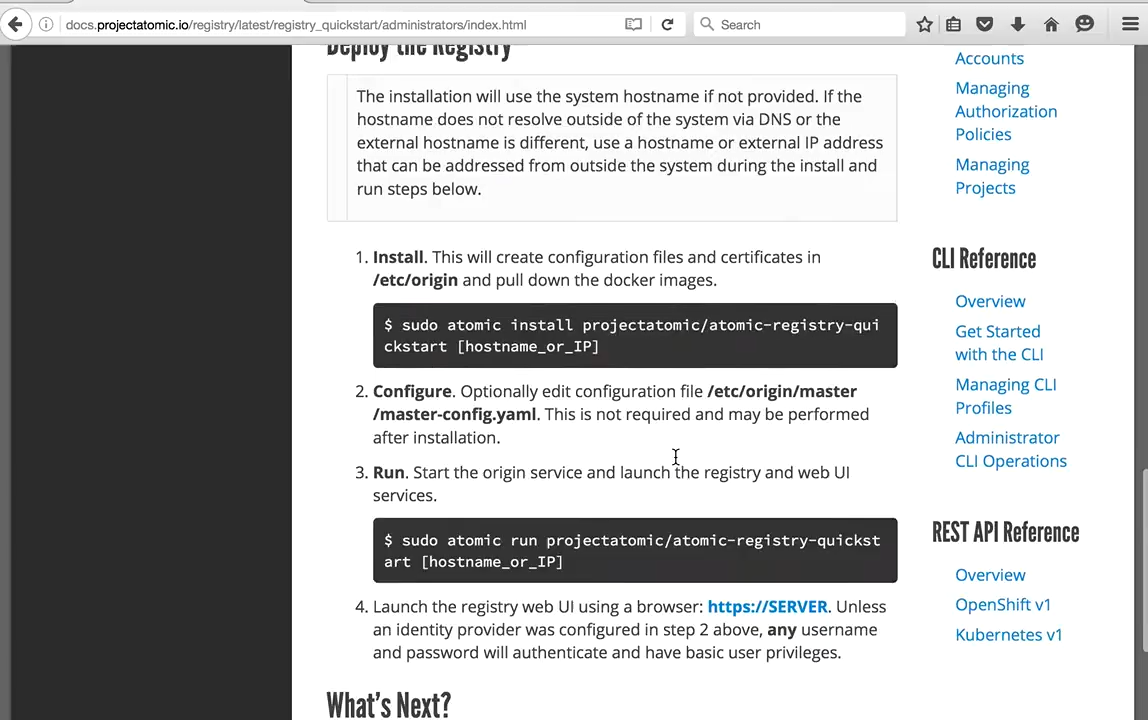 docs.projectatomic.io/registry/latest/registry_quickstart/administrators/index.html
Search
Deploy the Registry
The installation will use the system hostname if not provided. If the
hostname does not resolve outside of the system via DNS or the
external hostname is different, use a hostname or external IP address
that can be addressed from outside the system during the install and
run steps below.
1. Install. This will create configuration files and certificates in
/etc/origin and pull down the docker images.
$ sudo atomic install projectatomic/atomic-registry-qui
ckstart [hostname_or_IP]
2. Configure. Optionally edit configuration file /etc/origin/master
/master-config.yaml. This is not required and may be performed
after installation.
3. Run. Start the origin service and launch the registry and web UI
services.
$ sudo atomic run projectatomic/atomic-registry-quickst
art [hostname_or_IP]
4. Launch the registry web UI using a browser: https://SERVER. Unless
an identity provider was configured in step 2 above, any username
and password will authenticate and have basic user privileges.
What's Next?
Accounts
Managing
Authorization
Policies
Managing
Projects
CLI Reference
Overview
Get Started
with the CLI
Managing CLI
Profiles
Administrator
CLI Operations
REST API Reference
Overview
OpenShift v1
Kubernetes v1